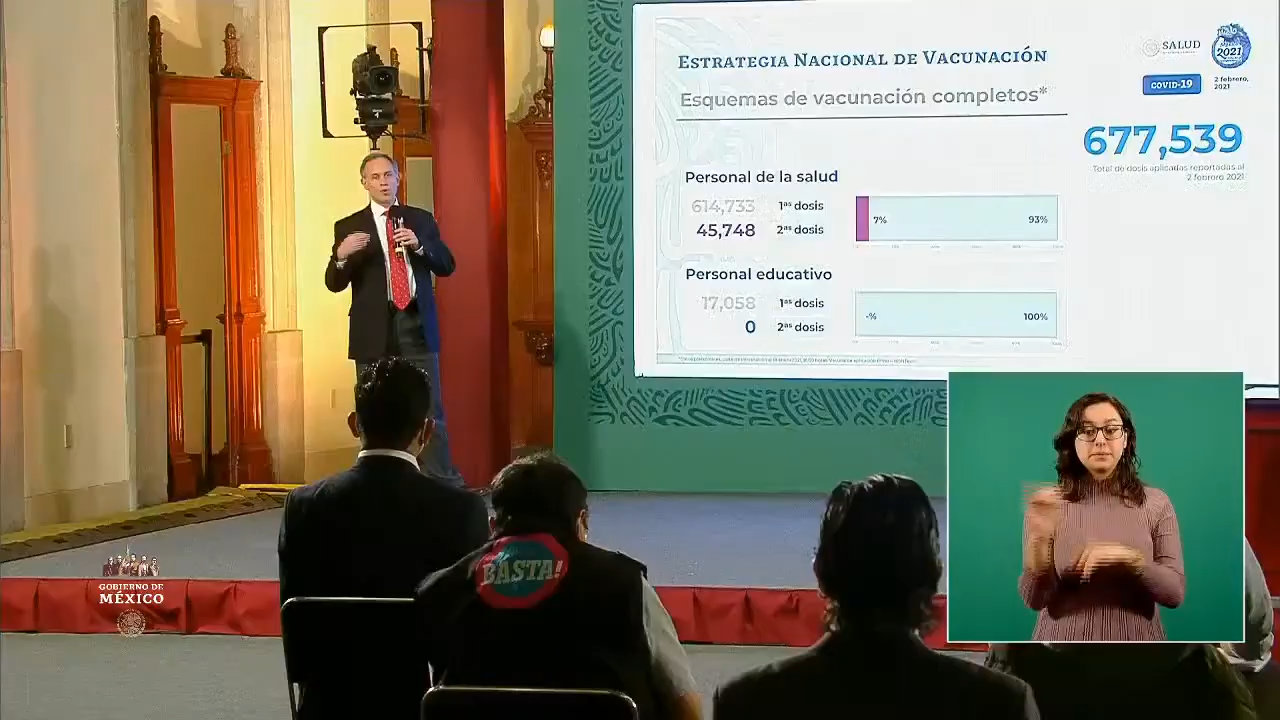 ESTRATEGIA NACIONAL DE VACUNACIÓN
Esquemas de vacunación completos*
SALUD
2021
COVID-19
2 febrero,
2021
677,539
Total de dosis aplicadas reportadas al
2 febrero 2021
Personal de la salud
614,733 1ᵃˢ dosis
45,748 2ᵃˢ dosis
7% 93%
Personal educativo
17,058 1ᵃˢ dosis
0 2ᵃˢ dosis
-% 100%
¡BASTA!
GOBIERNO DE
MÉXICO